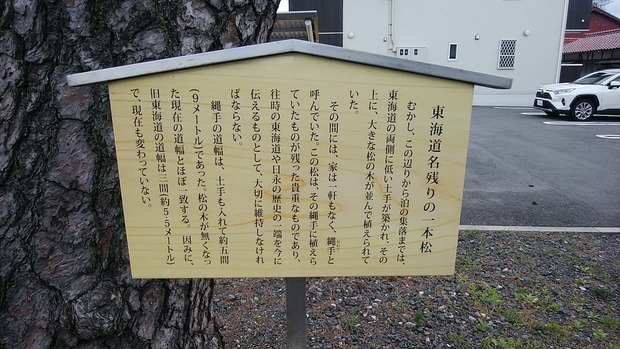 東海道名残りの一本松
むかし、この辺りから泊の集落までは、
東海道の両側に低い土手が築かれ、その
上に、大きな松の木が並んで植えられて
いた。
その間には、家は一軒もなく、縄手と
呼んでいた。この松は、その縄手に植えら
ていたものが残った貴重なものであり、
往時の東海道や日永の歴史の一端を今に
伝えるものとして、大切に維持しなけれ
ばならない。
縄手の道幅は、土手も入れて約五間
(9メートル)であった。松の木が無くなっ
た現在の道幅とほぼ一致する。因みに、
旧東海道の道幅は三間(約5.5メートル)
で、現在も変わっていない。